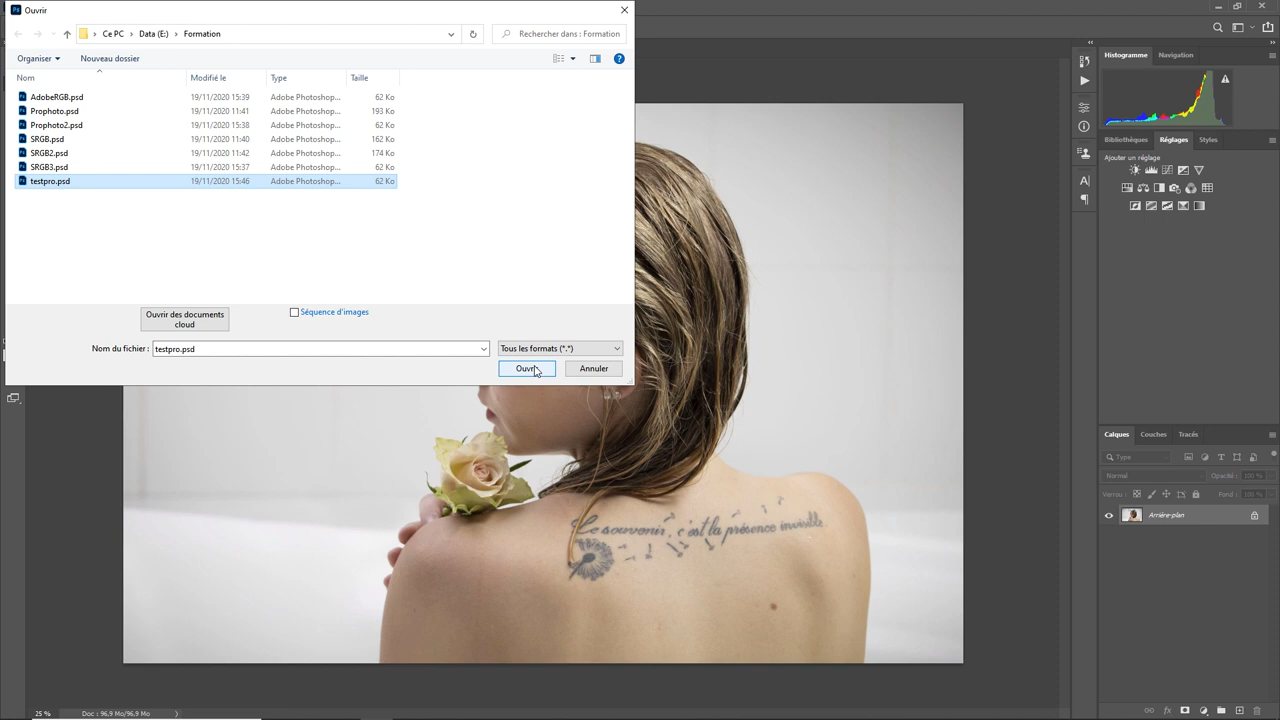 Ouvrir
Ce PC > Data (E:) > Formation
Rechercher dans : Formation
Organiser
Nouveau dossier
Nom Modifié le Type Taille
AdobeRGB.psd 19/11/2020 15:39 Adobe Photoshop... 62 Ko
Prophoto.psd 19/11/2020 11:41 Adobe Photoshop... 193 Ko
Prophoto2.psd 19/11/2020 15:38 Adobe Photoshop... 62 Ko
SRGB.psd 19/11/2020 11:40 Adobe Photoshop... 162 Ko
SRGB2.psd 19/11/2020 11:42 Adobe Photoshop... 174 Ko
SRGB3.psd 19/11/2020 15:37 Adobe Photoshop... 62 Ko
testpro.psd 19/11/2020 15:46 Adobe Photoshop... 62 Ko
Ouvrir des documents
cloud
Séquence d'images
Nom du fichier : testpro.psd
Tous les formats (*.*)
Ouvrir Annuler
Histogramme Navigation
Bibliothèques Réglages Styles
Ajouter un réglage
Le souvenir, c'est la présence invisible.
Calques Couches Tracés
Type
Normal Opacité : 100 %
Verrou : Fond : 100 %
Arrière-plan
25 % Doc : 96,9 Mo/96,9 Mo